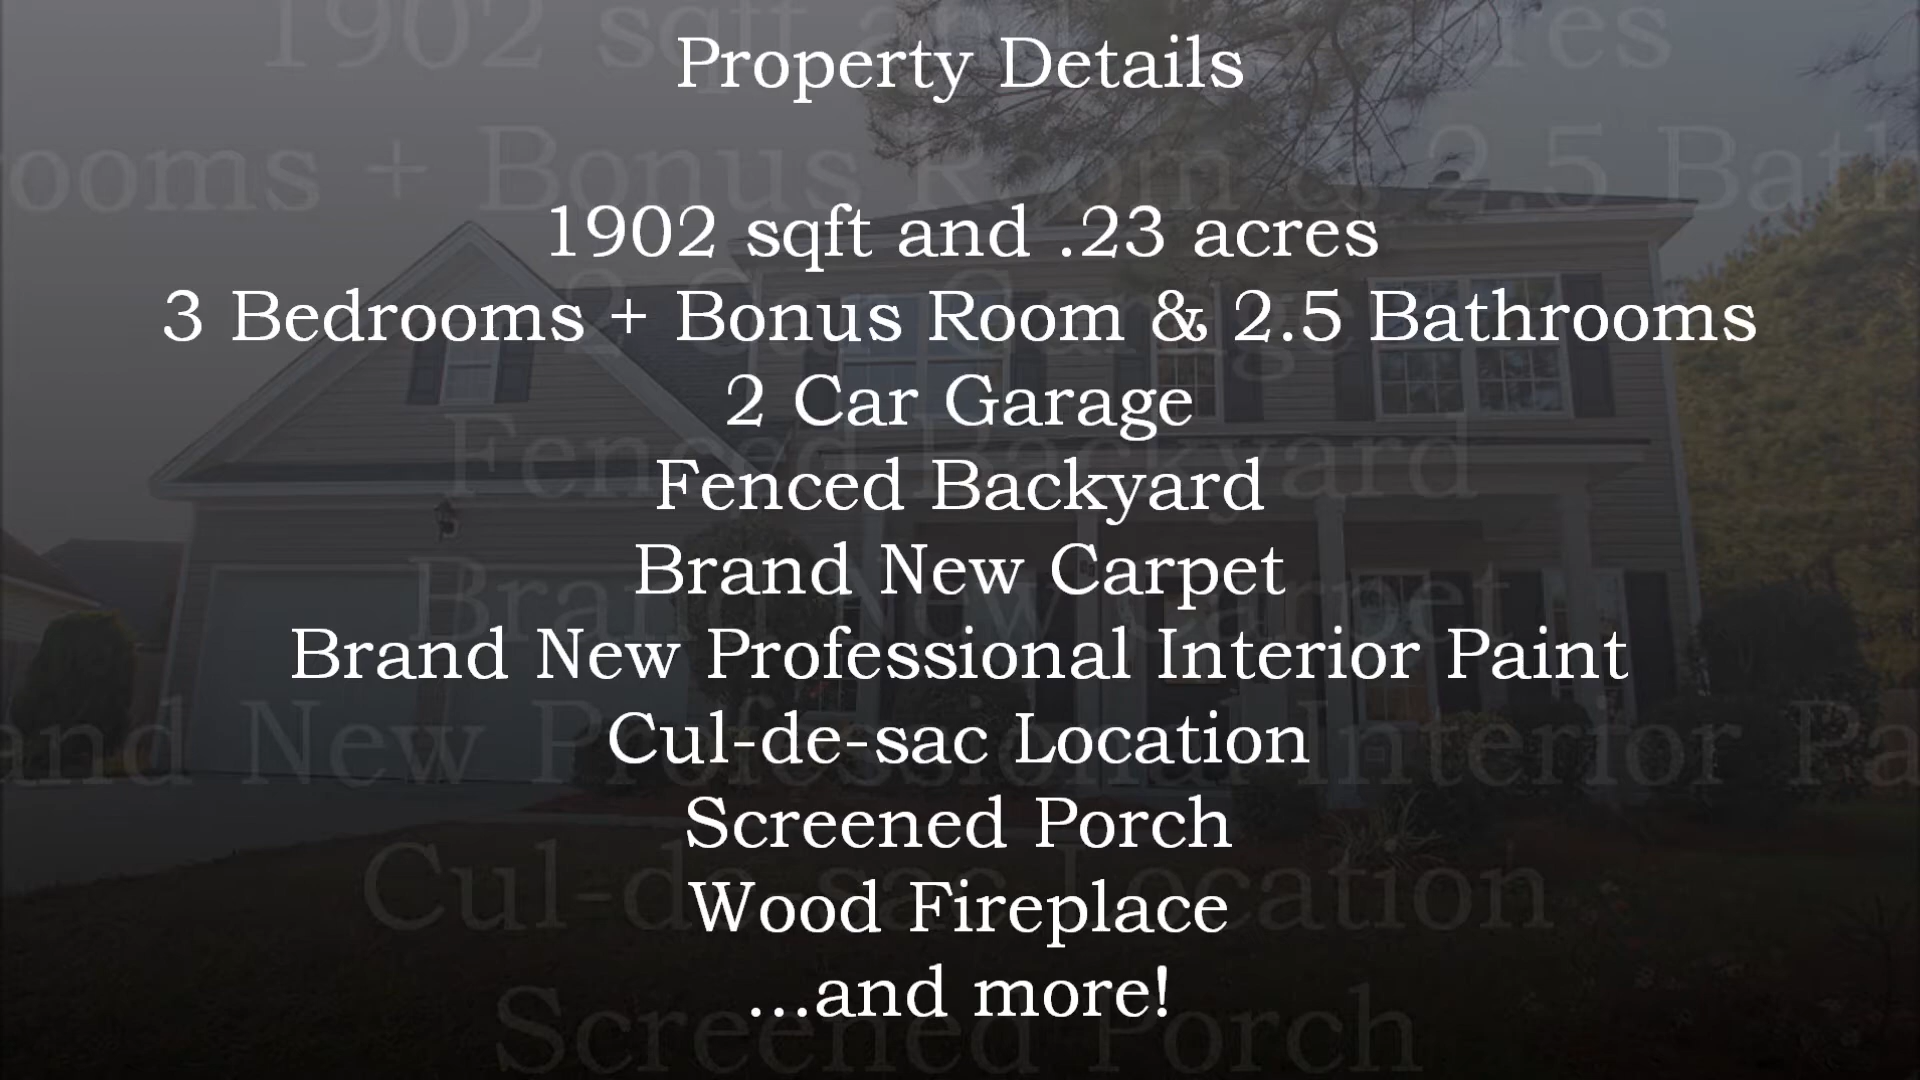 Property Details
1902 sqft and .23 acres
3 Bedrooms + Bonus Room & 2.5 Bathrooms
2 Car Garage
Fenced Backyard
Brand New Carpet
Brand New Professional Interior Paint
Cul-de-sac Location
Screened Porch
Wood Fireplace
...and more!